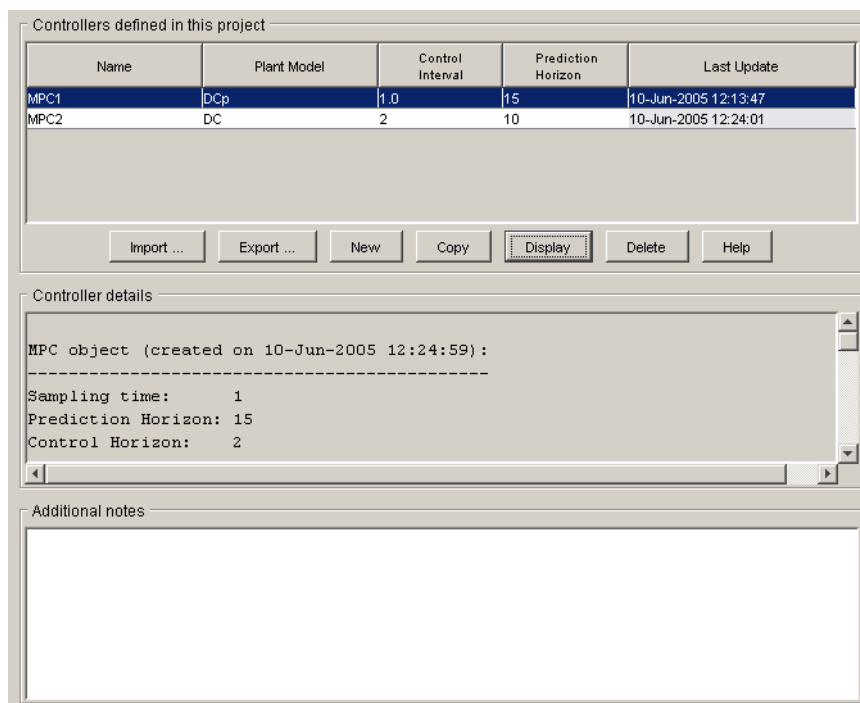 Controllers defined in this project
Name Plant Model Control Interval Prediction Horizon Last Update
MPC1 DCp 1.0 15 10-Jun-2005 12:13:47
MPC2 DC 2 10 10-Jun-2005 12:24:01
Import ... Export ... New Copy Display Delete Help
Controller details
MPC object (created on 10-Jun-2005 12:24:59):
---------------------------------------------
Sampling time: 1
Prediction Horizon: 15
Control Horizon: 2
Additional notes